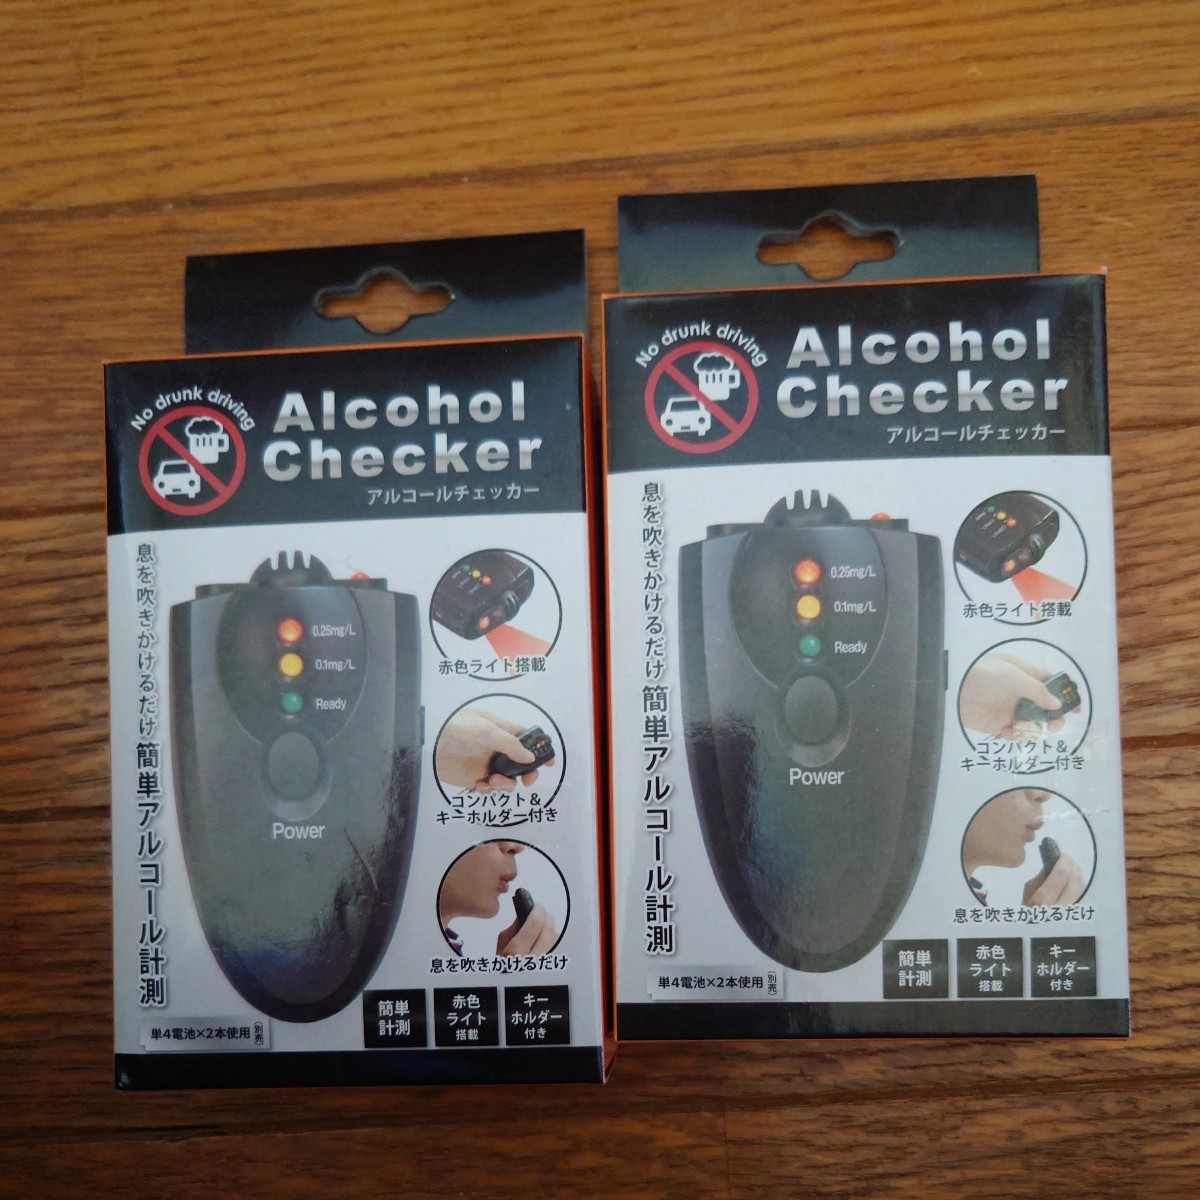 No drunk driving
Alcohol
Checker
アルコールチェッカー
息を吹きかけるだけ 簡単アルコール計測
0.25mg/L
0.1mg/L
Ready
Power
赤色ライト搭載
コンパクト＆
キーホルダー付き
息を吹きかけるだけ
単4電池×2本使用（別売）
簡単
計測
赤色
ライト
搭載
キー
ホルダー
付き
No drunk driving
Alcohol
Checker
アルコールチェッカー
息を吹きかけるだけ 簡単アルコール計測
0.25mg/L
0.1mg/L
Ready
Power
赤色ライト搭載
コンパクト＆
キーホルダー付き
息を吹きかけるだけ
単4電池×2本使用（別売）
簡単
計測
赤色
ライト
搭載
キー
ホルダー
付き